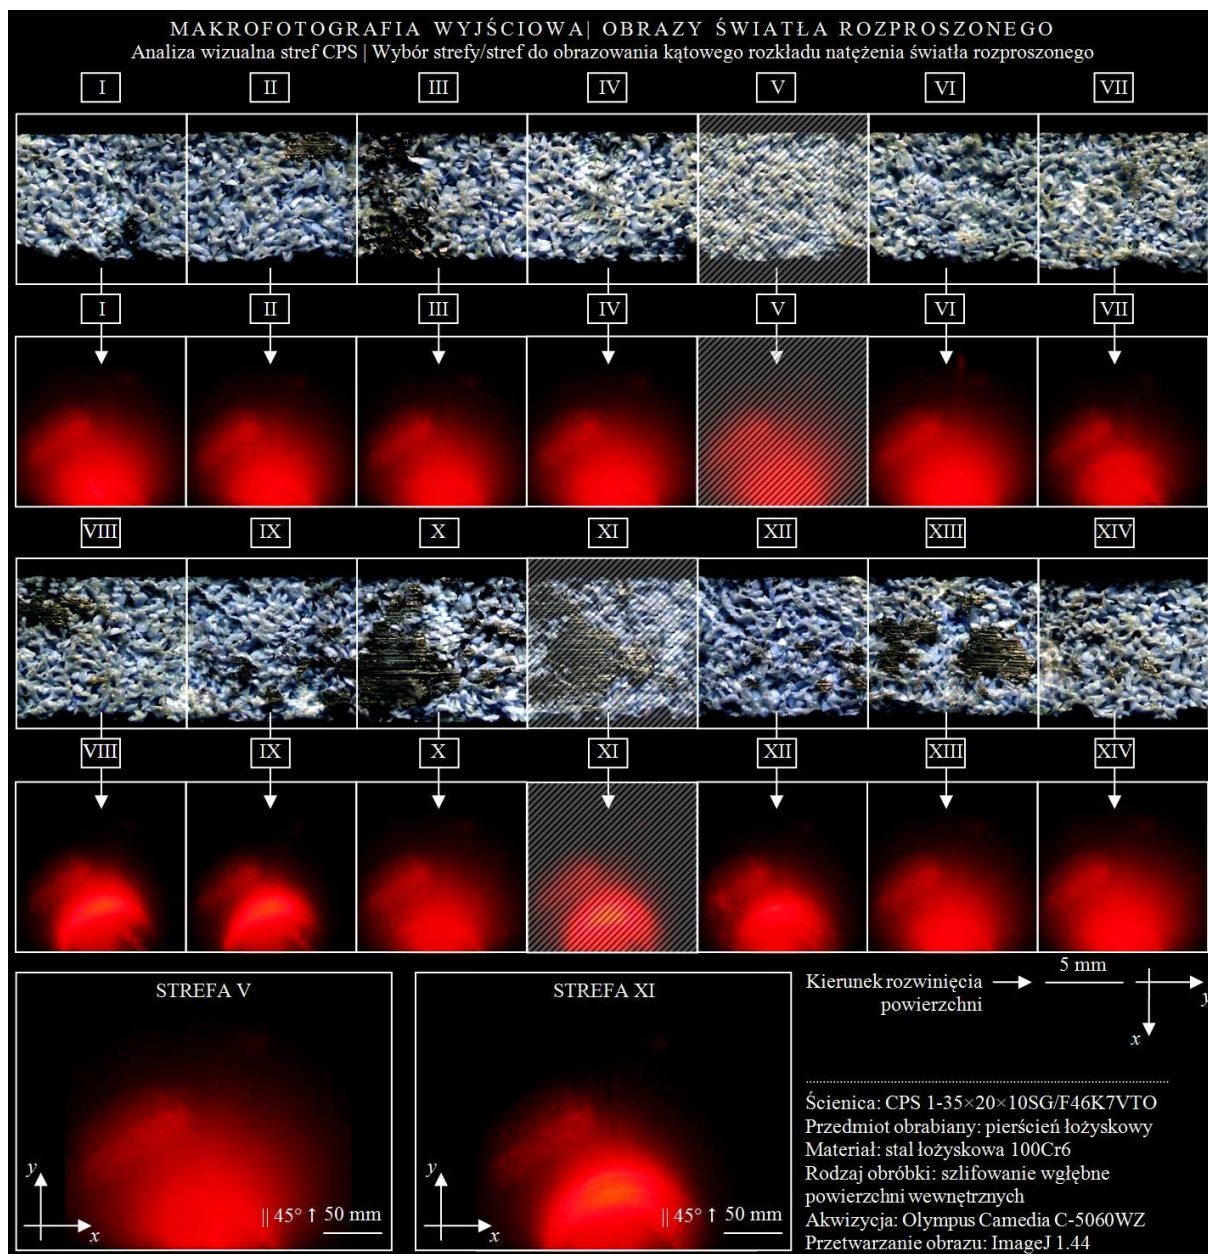 MAKROFOTOGRAFIA WYJŚCIOWA| OBRAZY ŚWIATŁA ROZPROSZONEGO
Analiza wizualna stref CPS | Wybór strefy/stref do obrazowania kątowego rozkładu natężenia światła rozproszonego
I II III IV V VI VII
I II III IV V VI VII
VIII IX X XI XII XIII XIV
VIII IX X XI XII XIII XIV
STREFA V
y
x
|| 45° ↑ 50 mm
STREFA XI
y
x
|| 45° ↑ 50 mm
Kierunek rozwinięcia
powierzchni
5 mm
y
x
Ścienica: CPS 1-35×20×10SG/F46K7VTO
Przedmiot obrabiany: pierścień łożyskowy
Materiał: stal łożyskowa 100Cr6
Rodzaj obróbki: szlifowanie wgłębne
powierzchni wewnętrznych
Akwizycja: Olympus Camedia C-5060WZ
Przetwarzanie obrazu: ImageJ 1.44